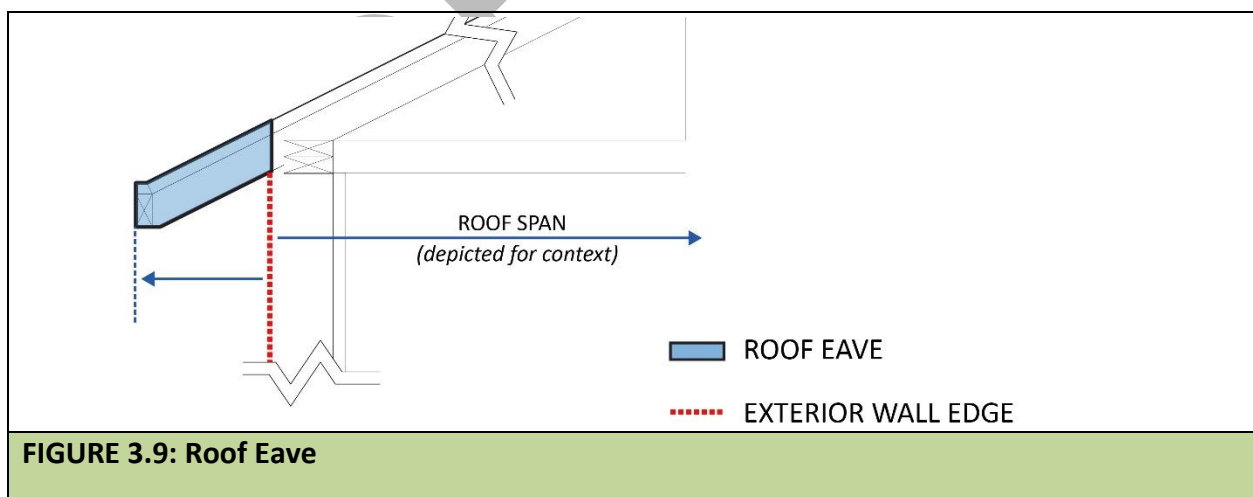 ROOF SPAN
(depicted for context)
ROOF EAVE
EXTERIOR WALL EDGE
FIGURE 3.9: Roof Eave